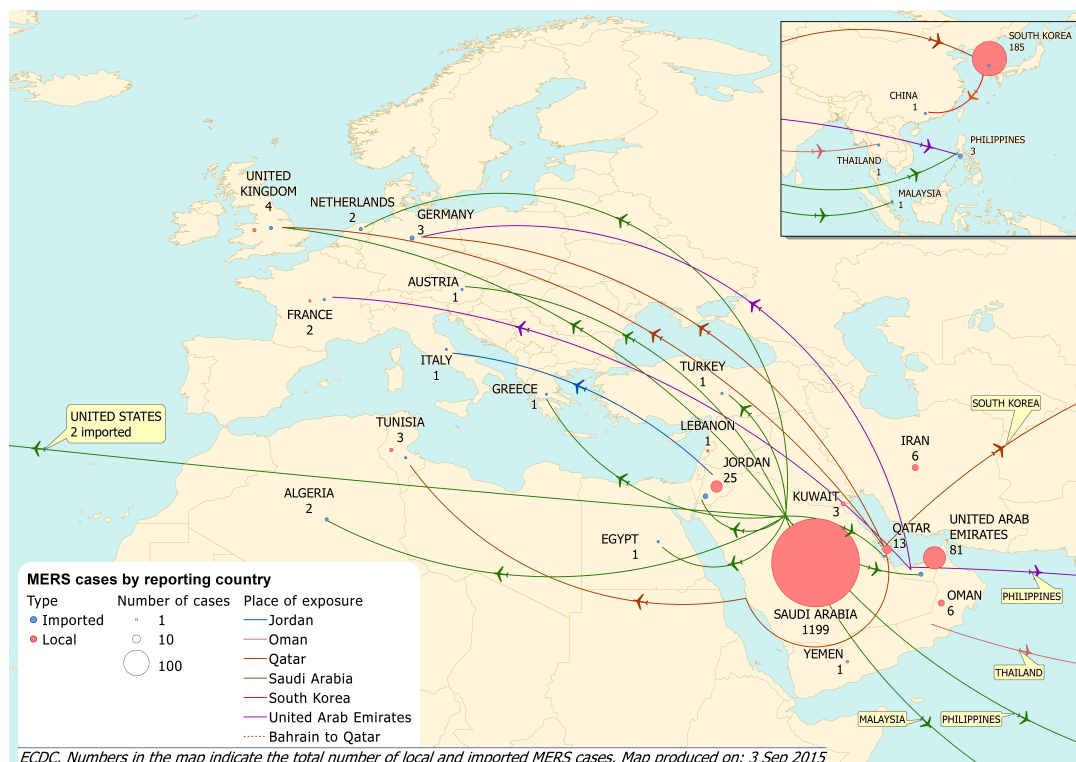 SOUTH KOREA
185
CHINA
1
PHILIPPINES
3
THAILAND
1
MALAYSIA
1
UNITED
KINGDOM
4
NETHERLANDS
2
GERMANY
3
AUSTRIA
1
FRANCE
2
ITALY
1
GREECE
1
TURKEY
1
UNITED STATES
2 imported
TUNISIA
3
LEBANON
1
JORDAN
25
SOUTH KOREA
IRAN
6
ALGERIA
2
KUWAIT
3
QATAR
13
UNITED ARAB
EMIRATES
81
EGYPT
1
PHILIPPINES
OMAN
6
SAUDI ARABIA
1199
YEMEN
1
THAILAND
MALAYSIA
PHILIPPINES
MERS cases by reporting country
Type
Imported
Local
Number of cases
1
10
100
Place of exposure
Jordan
Oman
Qatar
Saudi Arabia
South Korea
United Arab Emirates
Bahrain to Qatar
ECDC. Numbers in the map indicate the total number of local and imported MERS cases. Map produced on: 3 Sep 2015